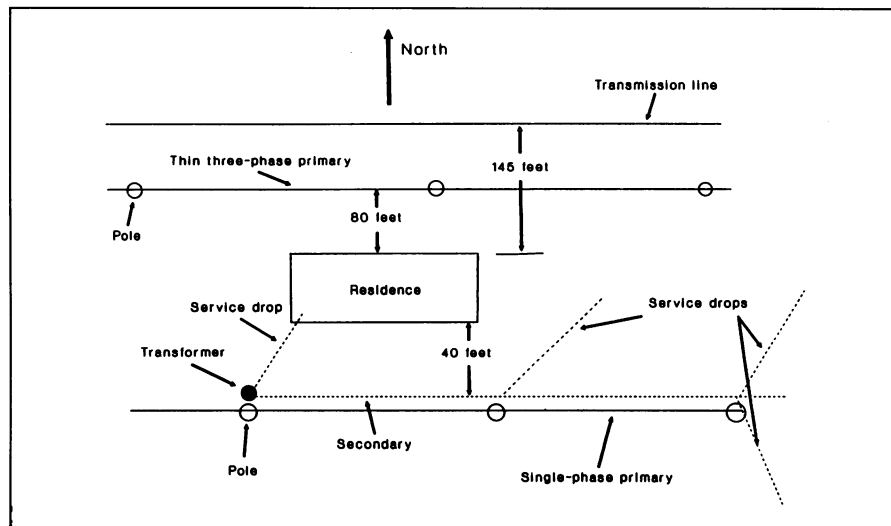 North
Transmission line
Thin three-phase primary
145 feet
80 feet
Pole
Residence
Service drop
Service drops
40 feet
Transformer
Secondary
Pole
Single-phase primary